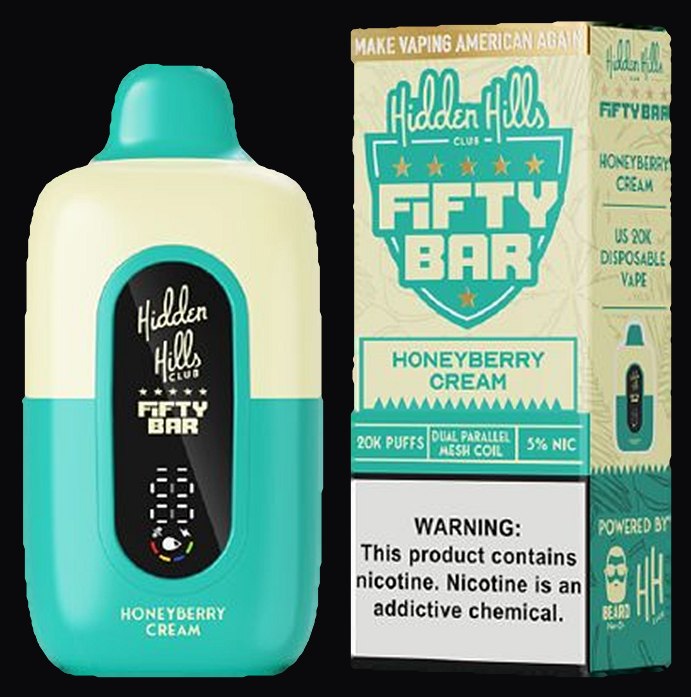 Hidden
Hills
CLUB
FiFTY
BAR
HONEYBERRY
CREAM
MAKE VAPING AMERICAN AGAIN
Hidden Hills
CLUB
FiFTY
BAR
HONEYBERRY
CREAM
20K PUFFS
DUAL PARALLEL
MESH COIL
5% NIC
WARNING:
This product contains
nicotine. Nicotine is an
addictive chemical.
Hidden Hills
CLUB
FiFTY BAR
HONEYBERRY
CREAM
US 20K
DISPOSABLE
VAPE
POWERED BY
BEARD
HH